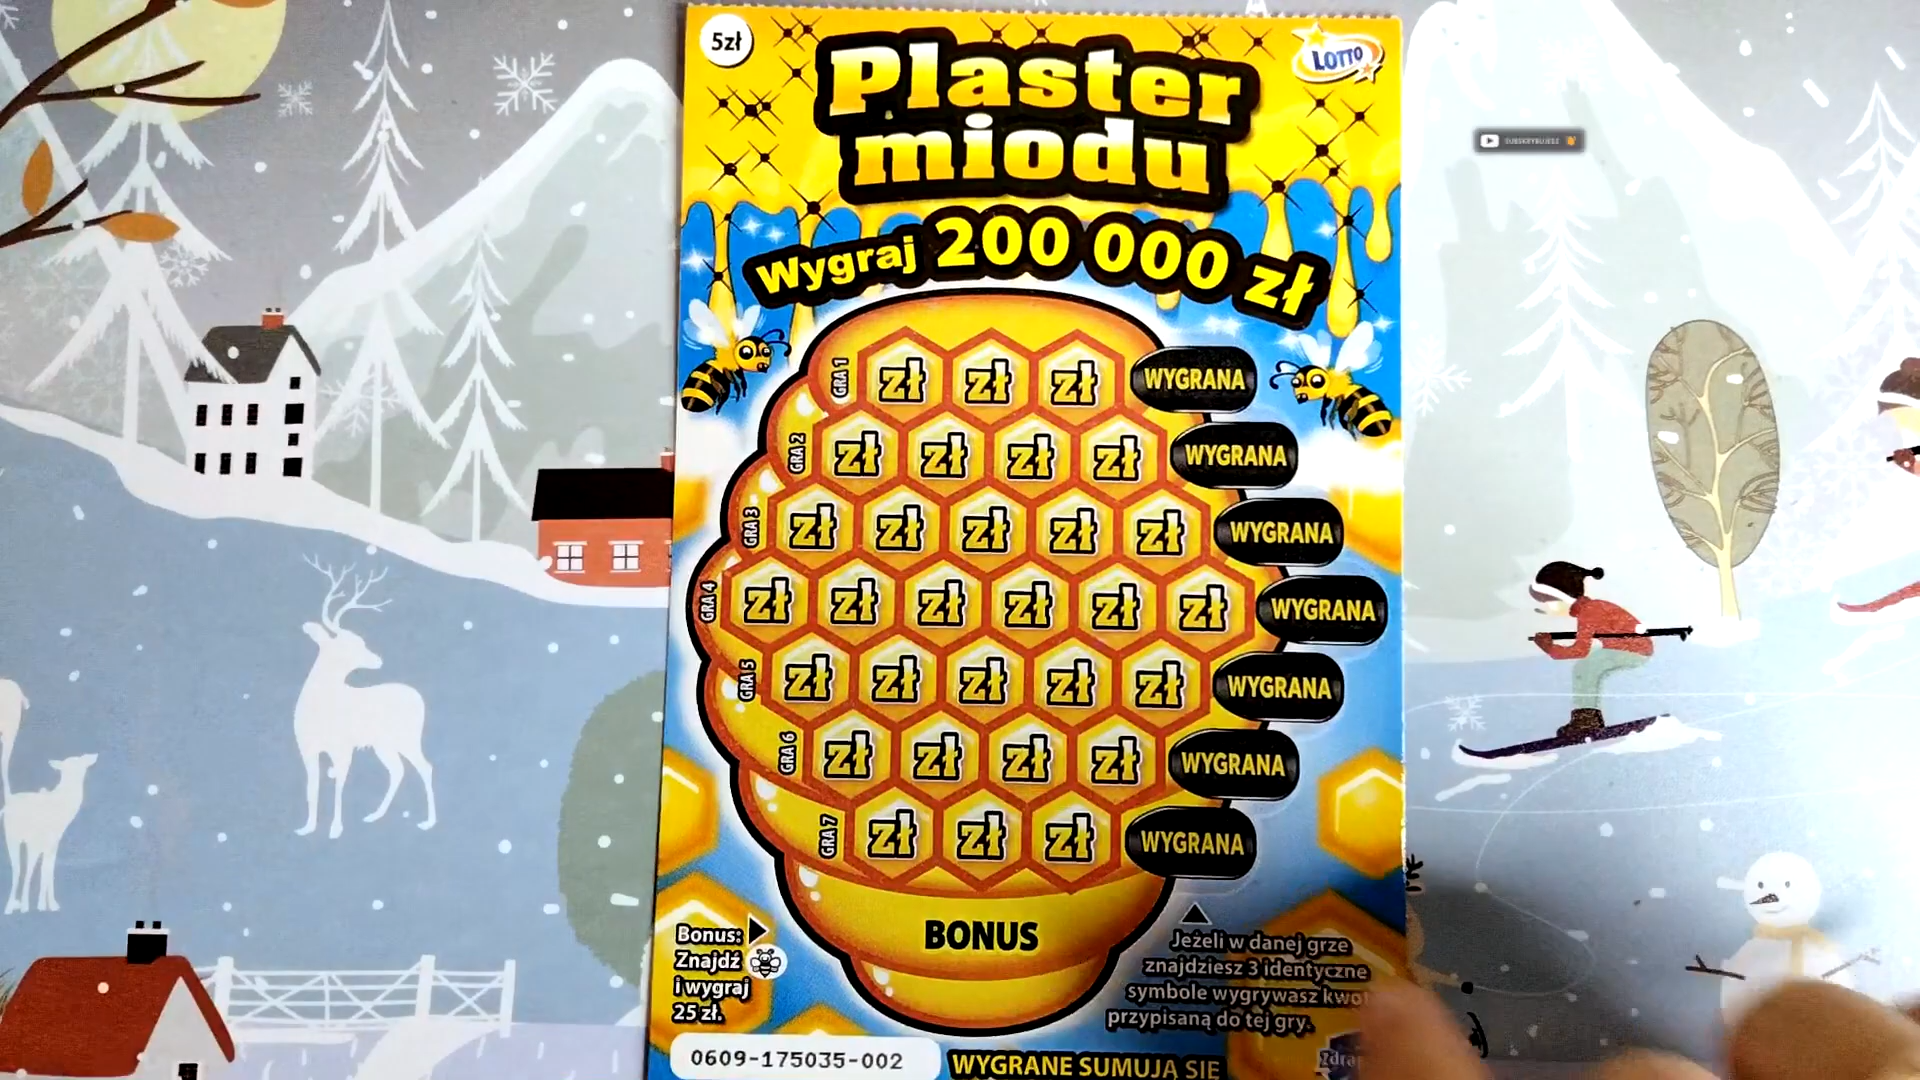 5zł
LOTTO
Plaster
miodu
Wygraj 200 000 zł
GRA 1 zł zł zł WYGRANA
GRA 2 zł zł zł zł WYGRANA
GRA 3 zł zł zł zł zł WYGRANA
GRA 4 zł zł zł zł zł zł WYGRANA
GRA 5 zł zł zł zł zł WYGRANA
GRA 6 zł zł zł zł WYGRANA
GRA 7 zł zł zł WYGRANA
BONUS
Bonus:
Znajdź
i wygraj
25 zł.
Jeżeli w danej grze
znajdziesz 3 identyczne
symbole wygrywasz
przypisaną do tej gry.
0609-175035-002
WYGRANE SUMUJĄ SIĘ
SUBSKRYBUJESZ